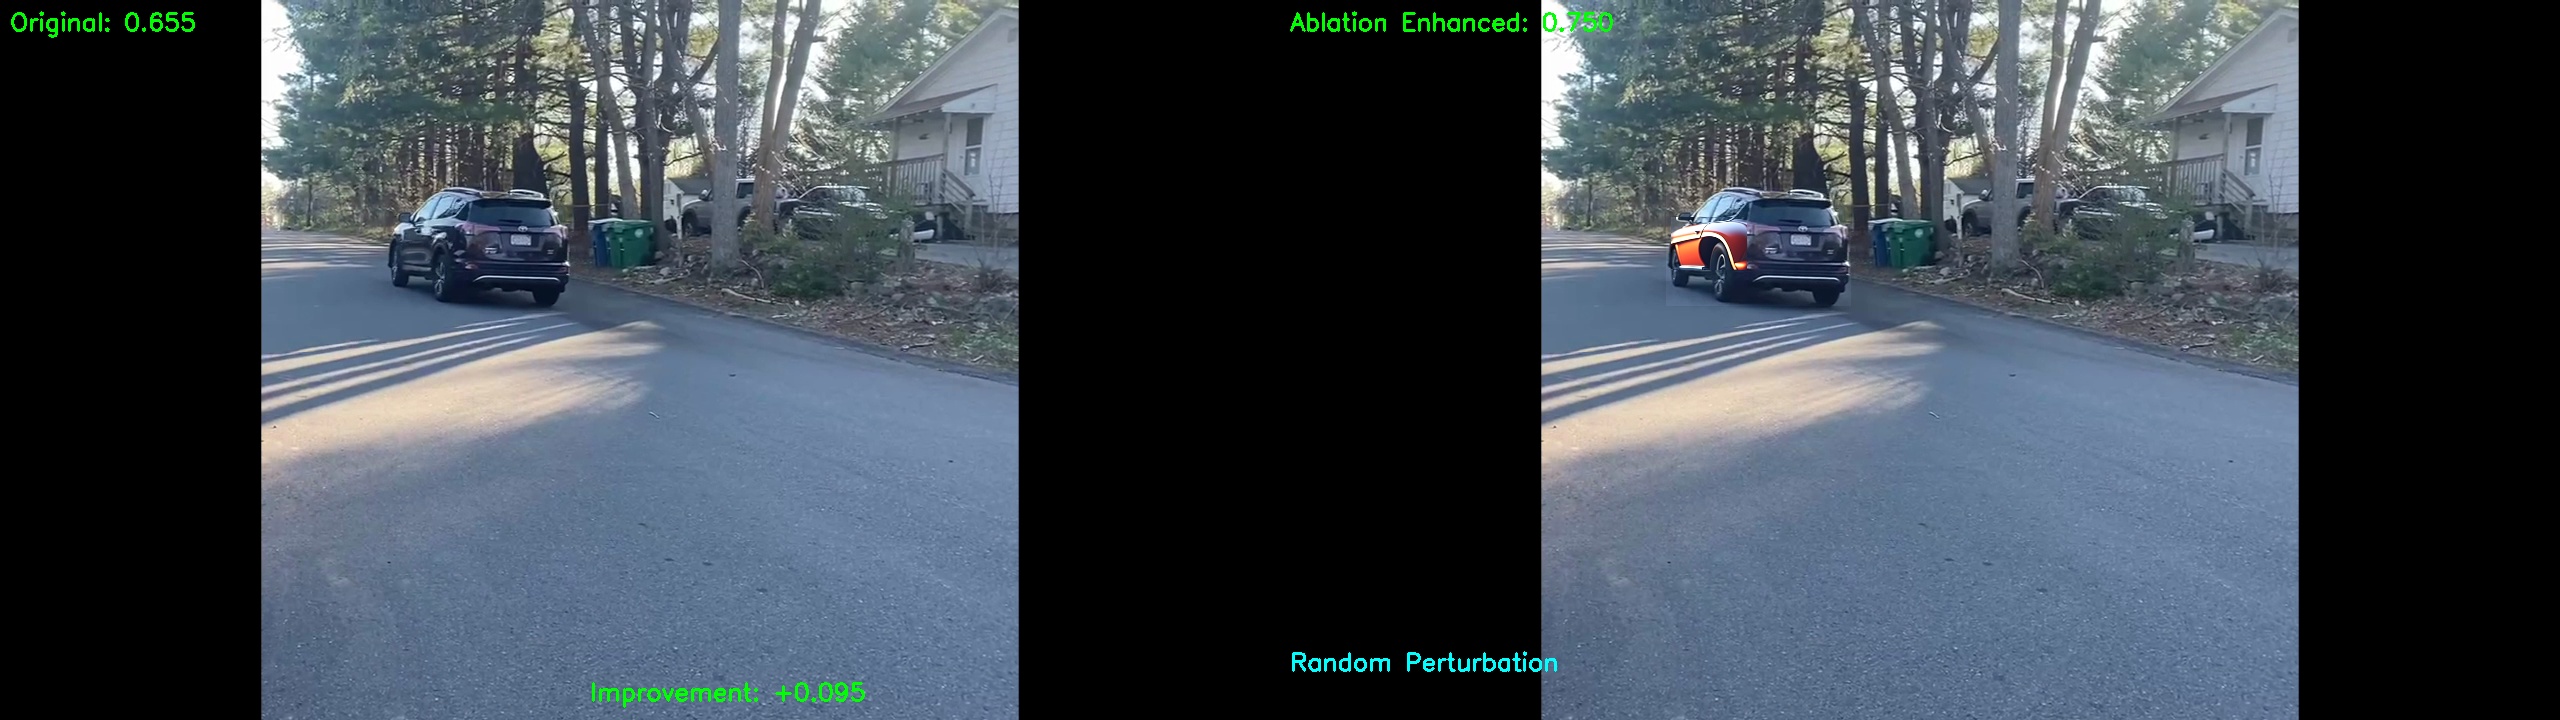 Original: 0.655
Ablation Enhanced: 0.750
Random Perturbation
Improvement: +0.095